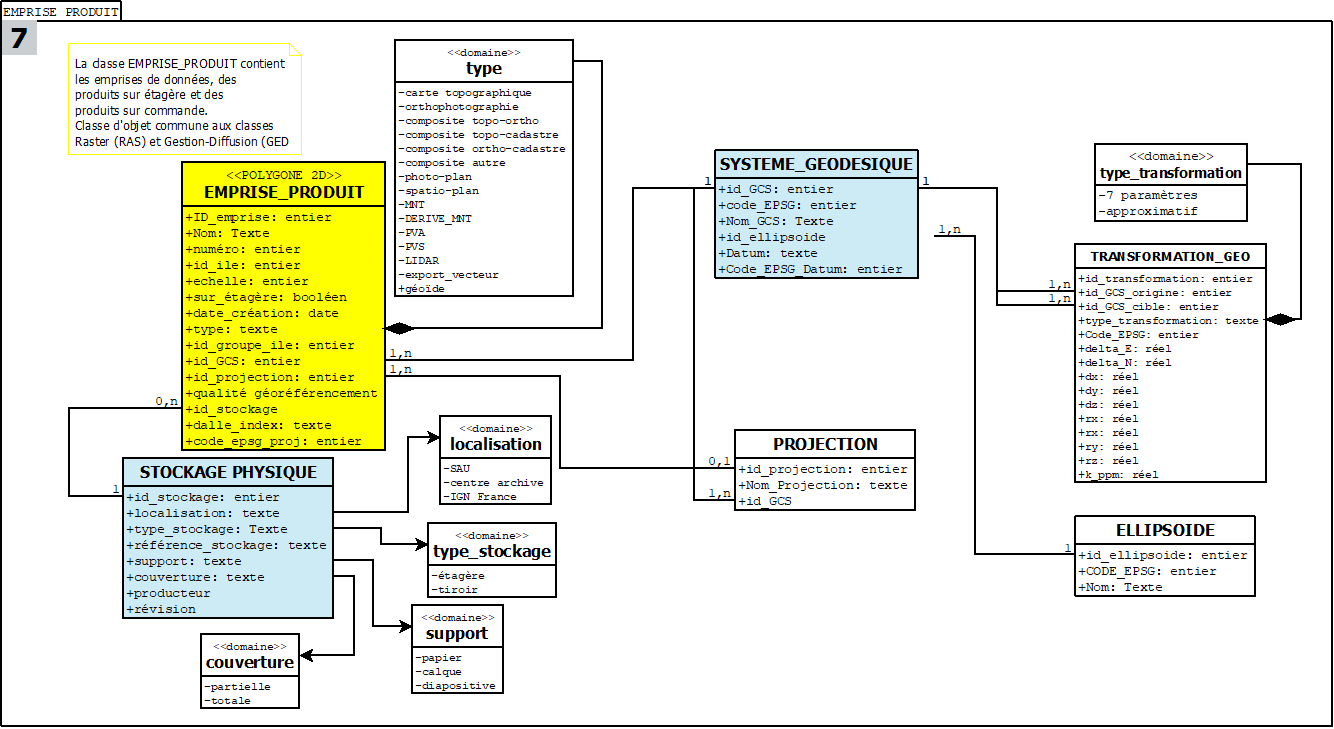 EMPRISE PRODUIT
7
La classe EMPRISE_PRODUIT contient
les emprises de données, des
produits sur étagère et des
produits sur commande.
Classe d'objet commune aux classes
Raster (RAS) et Gestion-Diffusion (GED
<<domaine>>
type
-carte topographique
-orthophotographie
-composite topo-ortho
-composite topo-cadastre
-composite ortho-cadastre
-composite autre
-photo-plan
-spatio-plan
-MNT
-DERIVE_MNT
-PVA
-PVS
-LIDAR
-export_vecteur
+géoïde
<<POLYGONE 2D>>
EMPRISE_PRODUIT
+ID_emprise: entier
+Nom: Texte
+numéro: entier
+id_ile: entier
+echelle: entier
+sur_étagère: booléen
+date_création: date
+type: texte
+id_groupe_ile: entier
+id_GCS: entier
+id_projection: entier
+qualité géoréférencement
+id_stockage
+dalle_index: texte
+code_epsg_proj: entier
1,n
1,n
0,n
1
STOCKAGE PHYSIQUE
+id_stockage: entier
+localisation: texte
+type_stockage: Texte
+référence_stockage: texte
+support: texte
+couverture: texte
+producteur
+révision
<<domaine>>
localisation
-SAU
-centre archive
-IGN France
<<domaine>>
type_stockage
-étagère
-tiroir
<<domaine>>
support
-papier
-calque
-diapositive
<<domaine>>
couverture
-partielle
-totale
1
SYSTEME_GEODESIQUE
+id_GCS: entier
+code_EPSG: entier
+Nom_GCS: Texte
+id_ellipsoide
+Datum: texte
+Code_EPSG_Datum: entier
1
1,n
0,1
1,n
PROJECTION
+id_projection: entier
+Nom_Projection: texte
+id_GCS
<<domaine>>
type_transformation
-7 paramètres
-approximatif
1,n
1,n
TRANSFORMATION_GEO
+id_transformation: entier
+id_GCS_origine: entier
+id_GCS_cible: entier
+type_transformation: texte
+Code_EPSG: entier
+delta_E: réel
+delta_N: réel
+dx: réel
+dy: réel
+dz: réel
+rx: réel
+rx: réel
+ry: réel
+rz: réel
+k_ppm: réel
1
ELLIPSOIDE
+id_ellipsoide: entier
+CODE_EPSG: entier
+Nom: Texte